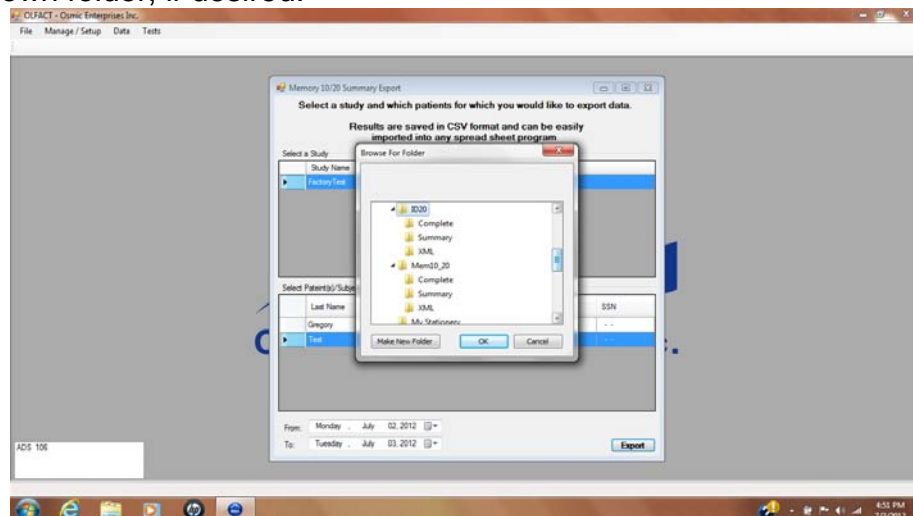 own folder, if desired.
OLFACT - Osmic Enterprises Inc.
File Manage / Setup Data Tests
Memory 10/20 Summary Export
Select a study and which patients for which you would like to export data.
Results are saved in CSV format and can be easily
imported into any spread sheet program
Select a Study
Browse For Folder
Study Name
FactoryTest
ID20
Complete
Summary
XML
Mem10_20
Complete
Summary
XML
My Stationery
Select Pateint(s)/Subje
Last Name
SSN
Gregory
- -
Test
- -
Make New Folder
OK
Cancel
From: Monday , July 02, 2012
To: Tuesday , July 03, 2012
Export
ADS 106
4:51 PM